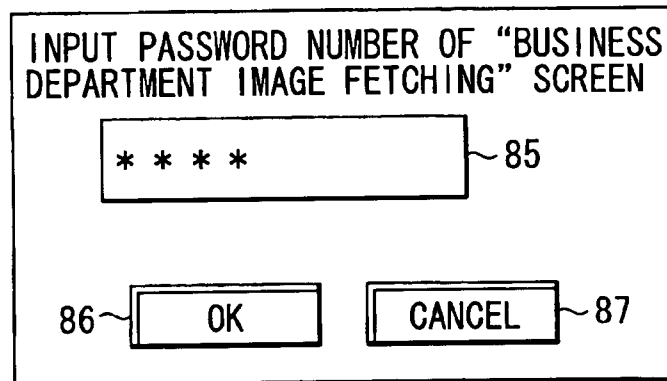 INPUT PASSWORD NUMBER OF “BUSINESS
DEPARTMENT IMAGE FETCHING” SCREEN
* * * *
85
86
OK
CANCEL
87